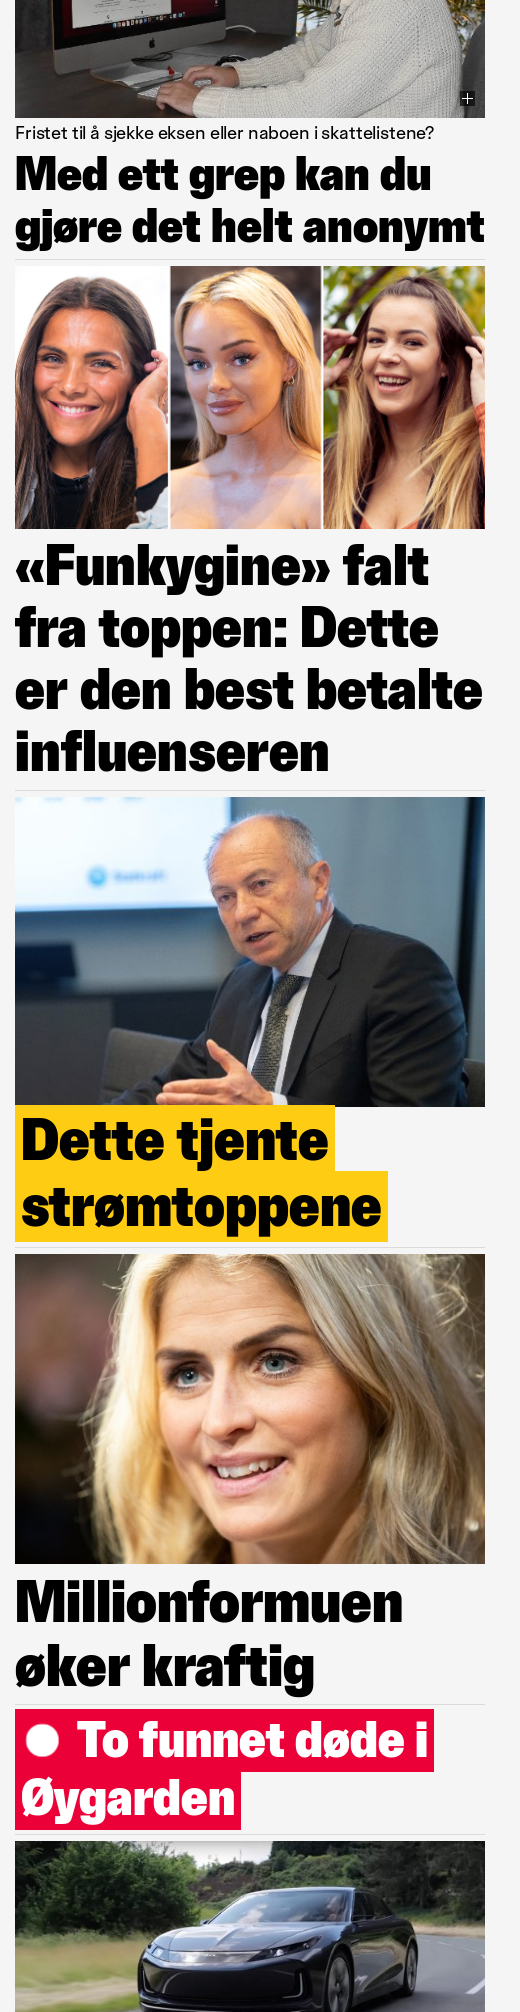 Fristet til å sjekke eksen eller naboen i skattelistene?
Med ett grep kan du
gjøre det helt anonymt
«Funkygine» falt
fra toppen: Dette
er den best betalte
influenseren
Dette tjente
strømtoppene
Millionformuen
øker kraftig
To funnet døde i
Øygarden